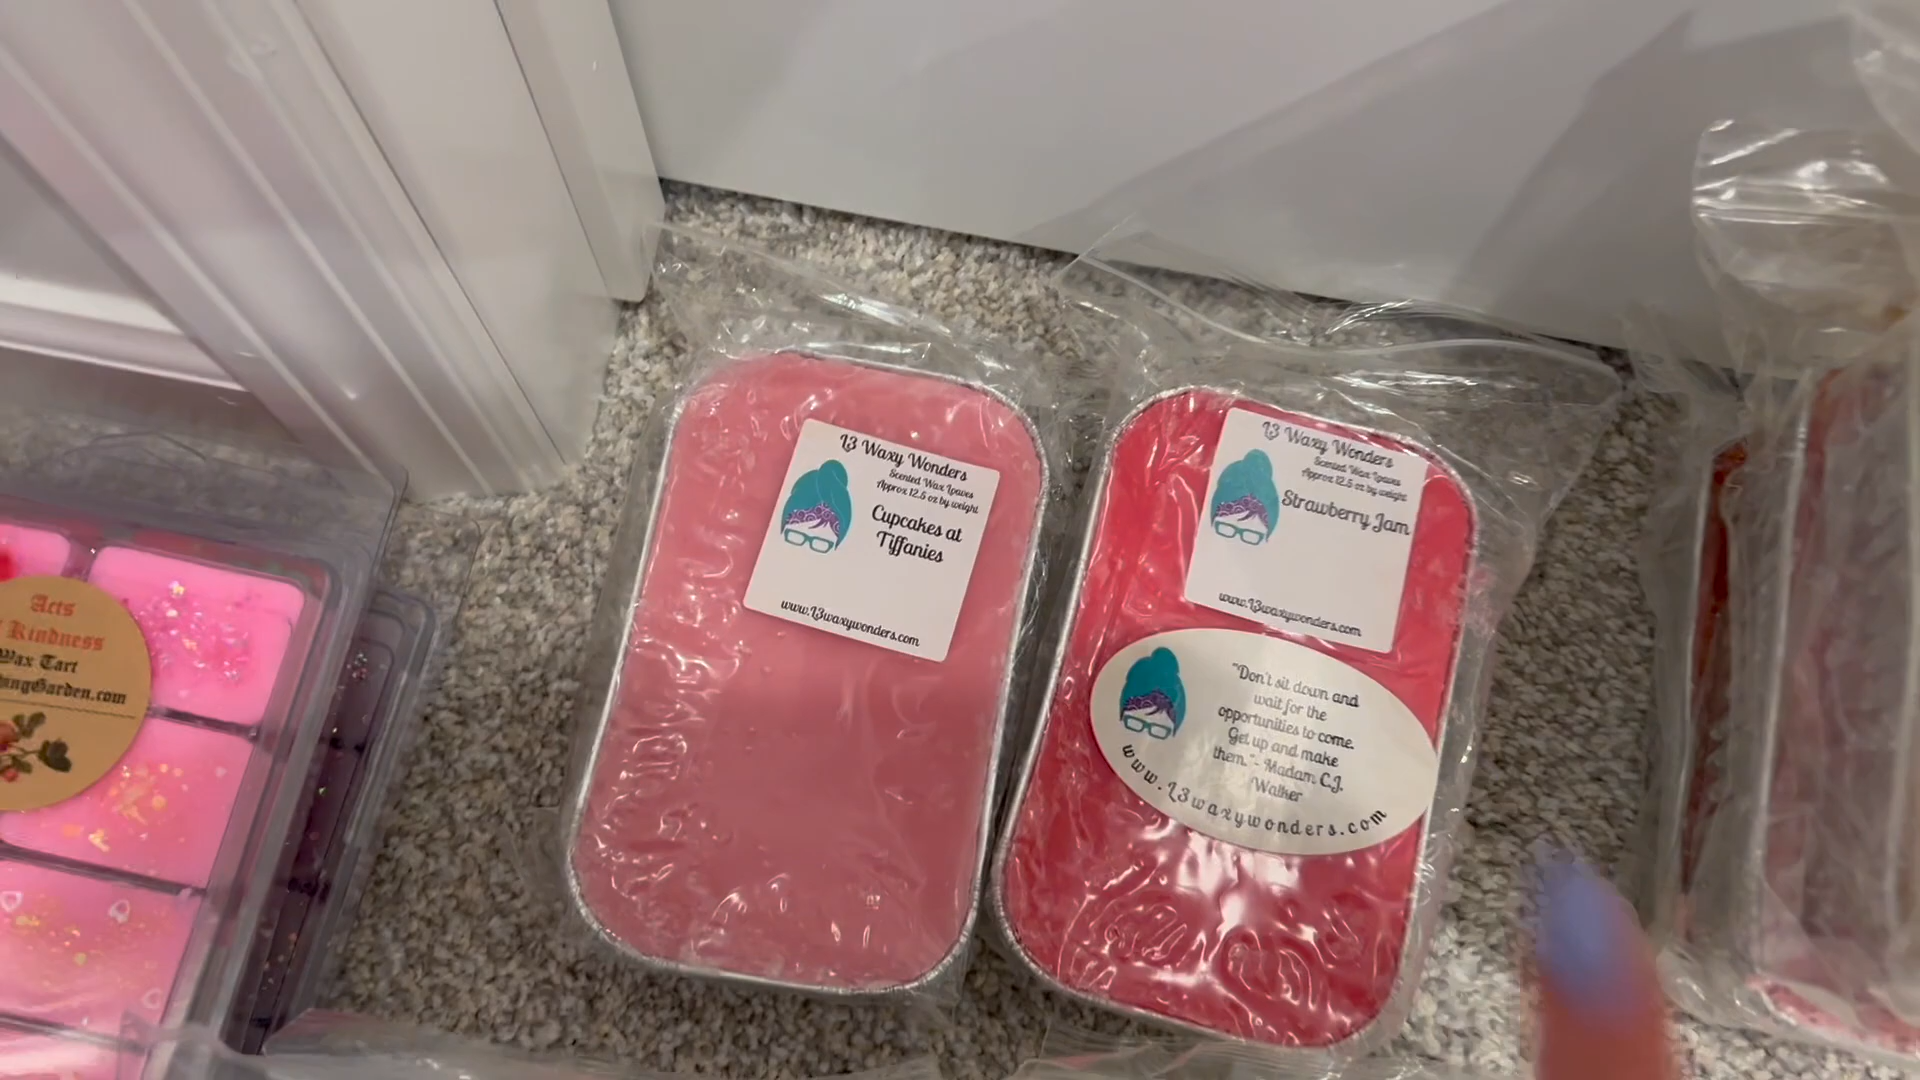 Acts
Kindness
Wax Tart
Garden.com
L3 Waxy Wonders
Scented Wax Loaves
Approx 12.5 oz by weight
Cupcakes at
Tiffanies
www.L3waxywonders.com
L3 Waxy Wonders
Scented Wax Loaves
Approx 12.5 oz by weight
Strawberry Jam
www.L3waxywonders.com
"Don't sit down and
wait for the
opportunities to come.
Get up and make
them."- Madam C.J.
Walker
www.L3waxywonders.com